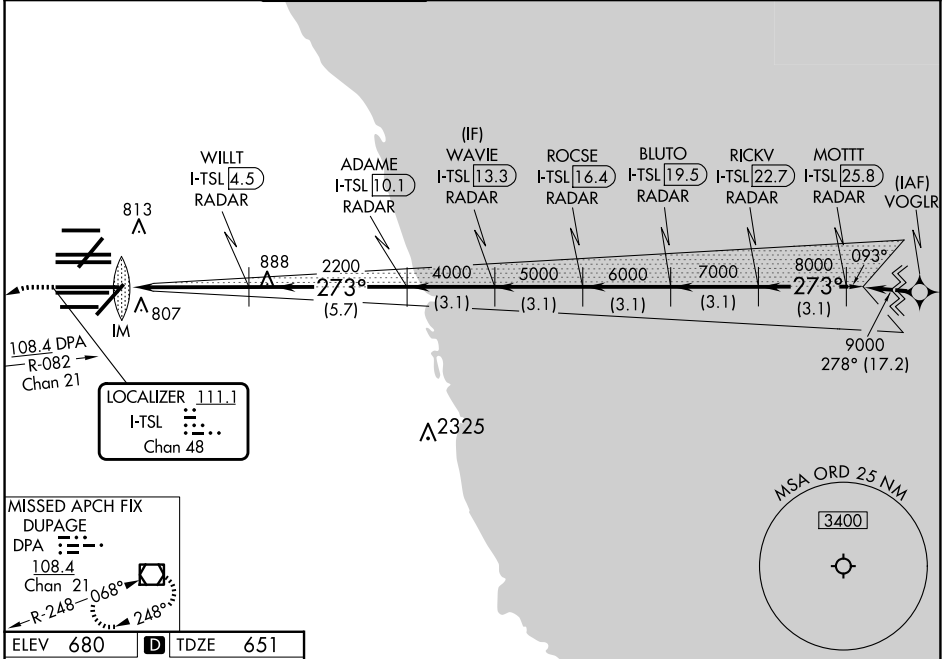 (IF)
WILLT
I-TSL 4.5
RADAR
ADAME
I-TSL 10.1
RADAR
WAVIE
I-TSL 13.3
RADAR
ROCSE
I-TSL 16.4
RADAR
BLUTO
I-TSL 19.5
RADAR
RICKV
I-TSL 22.7
RADAR
MOTTT
I-TSL 25.8
RADAR
(IAF)
VOGLR
813
888
807
IM
2200
273°
(5.7)
4000
(3.1)
5000
(3.1)
6000
(3.1)
7000
(3.1)
8000
273°
(3.1)
093°
9000
278° (17.2)
108.4 DPA
R-082
Chan 21
LOCALIZER 111.1
I-TSL
Chan 48
2325
MISSED APCH FIX
DUPAGE
DPA
108.4
Chan 21
R-248
068°
248°
MSA ORD 25 NM
3400
ELEV 680 D TDZE 651